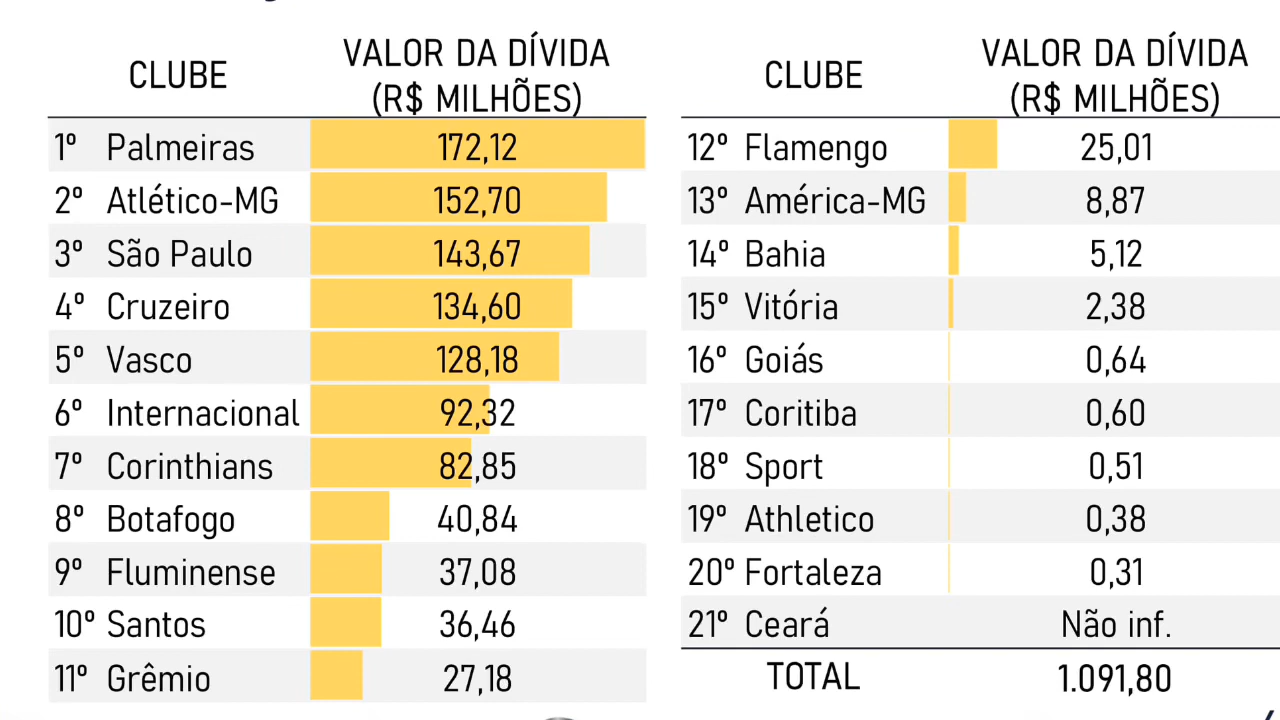 CLUBE VALOR DA DÍVIDA (R$ MILHÕES)
1º Palmeiras 172,12
2º Atlético-MG 152,70
3º São Paulo 143,67
4º Cruzeiro 134,60
5º Vasco 128,18
6º Internacional 92,32
7º Corinthians 82,85
8º Botafogo 40,84
9º Fluminense 37,08
10º Santos 36,46
11º Grêmio 27,18
CLUBE VALOR DA DÍVIDA (R$ MILHÕES)
12º Flamengo 25,01
13º América-MG 8,87
14º Bahia 5,12
15º Vitória 2,38
16º Goiás 0,64
17º Coritiba 0,60
18º Sport 0,51
19º Athletico 0,38
20º Fortaleza 0,31
21º Ceará Não inf.
TOTAL 1.091,80